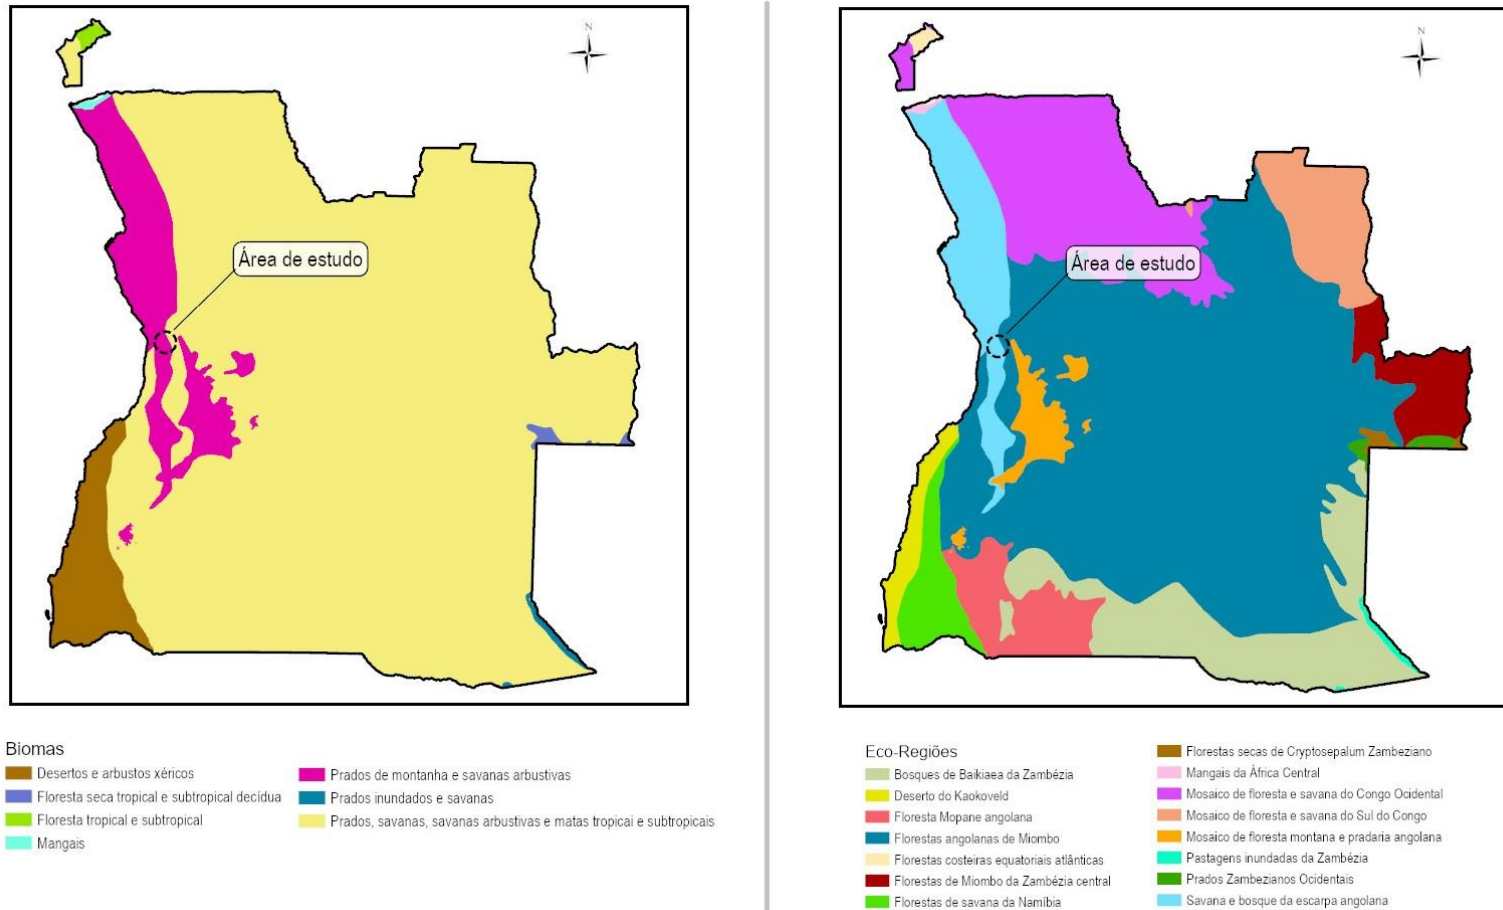 N
Área de estudo
Biomas
Desertos e arbustos xéricos
Floresta seca tropical e subtropical decídua
Floresta tropical e subtropical
Mangais
Prados de montanha e savanas arbustivas
Prados inundados e savanas
Prados, savanas, savanas arbustivas e matas tropicai e subtropicais
N
Área de estudo
Eco-Regiões
Bosques de Baikiaea da Zambézia
Deserto do Kaokoveld
Floresta Mopane angolana
Florestas angolanas de Miombo
Florestas costeiras equatoriais atlânticas
Florestas de Miombo da Zambézia central
Florestas de savana da Namíbia
Florestas secas de Cryptosepalum Zambeziano
Mangais da África Central
Mosaico de floresta e savana do Congo Ocidental
Mosaico de floresta e savana do Sul do Congo
Mosaico de floresta montana e pradaria angolana
Pastagens inundadas da Zambézia
Prados Zambezianos Ocidentais
Savana e bosque da escarpa angolana